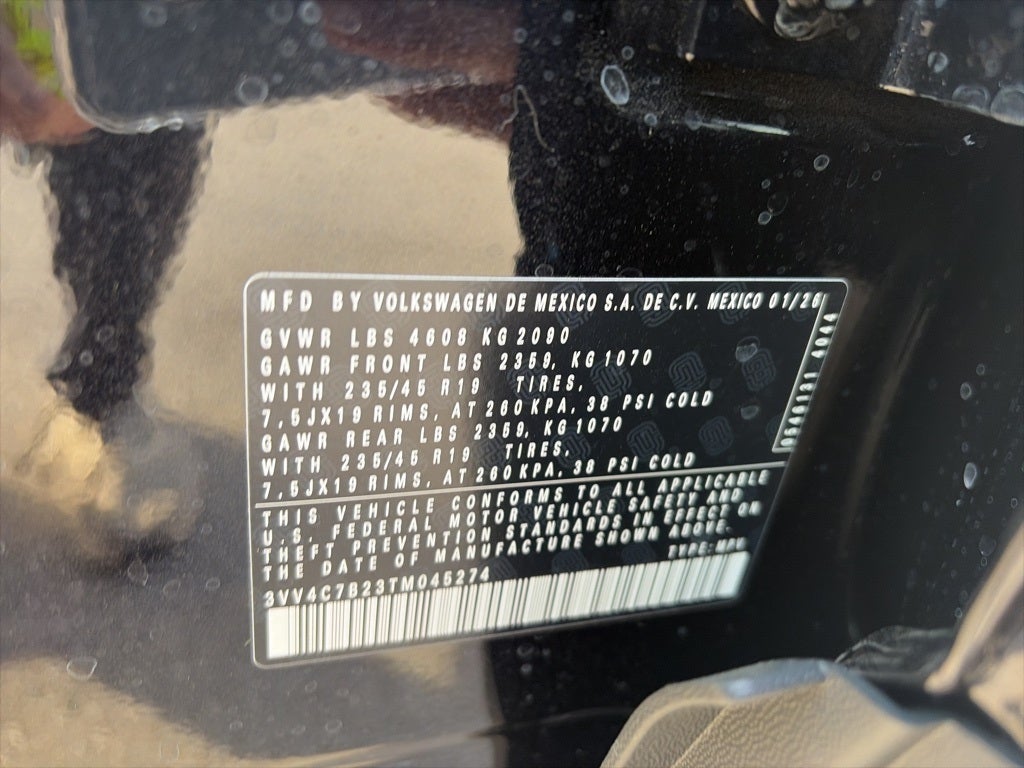 MFD BY VOLKSWAGEN DE MEXICO S.A. DE C.V. MEXICO 01/26
GVWR LBS 4608 KG 2090
GAWR FRONT LBS 2359, KG 1070
WITH 235/45 R19 TIRES,
7,5JX19 RIMS, AT 260 KPA, 38 PSI COLD
GAWR REAR LBS 2359, KG 1070
WITH 235/45 R19 TIRES,
7,5JX19 RIMS, AT 260 KPA, 38 PSI COLD
THIS VEHICLE CONFORMS TO ALL APPLICABLE
U.S. FEDERAL MOTOR VEHICLE SAFETY AND
THEFT PREVENTION STANDARDS IN EFFECT ON
THE DATE OF MANUFACTURE SHOWN ABOVE.
TYPE: MPV
3VV4C7B23TM045274